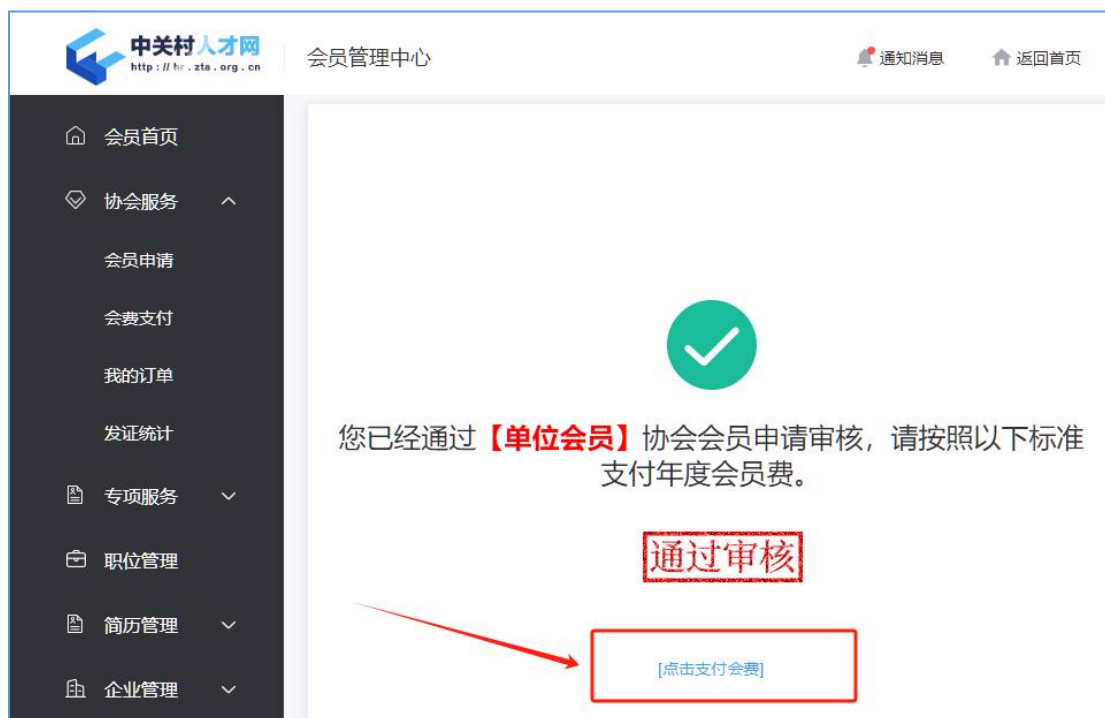 中关村人才网
http://hr.zta.org.cn
会员管理中心
通知消息
返回首页
会员首页
协会服务
会员申请
会费支付
我的订单
发证统计
专项服务
职位管理
简历管理
企业管理
您已经通过【单位会员】协会会员申请审核，请按照以下标准
支付年度会员费。
通过审核
[点击支付会费]